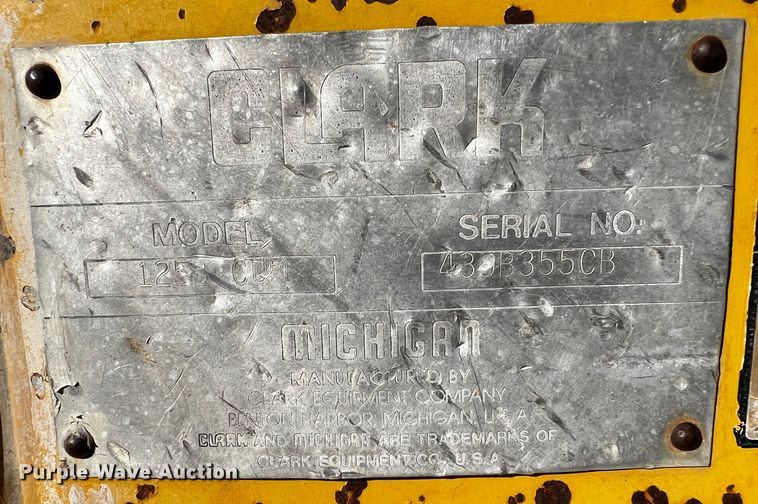 CLARK
MODEL
SERIAL NO:
MICHIGAN
MANUFACTURED BY
CLARK EQUIPMENT COMPANY
BENTON HARBOR, MICHIGAN, U.S.A.
CLARK AND MICHIGAN ARE TRADEMARKS OF
CLARK EQUIPMENT CO., U.S.A.
Purple Wave Auction